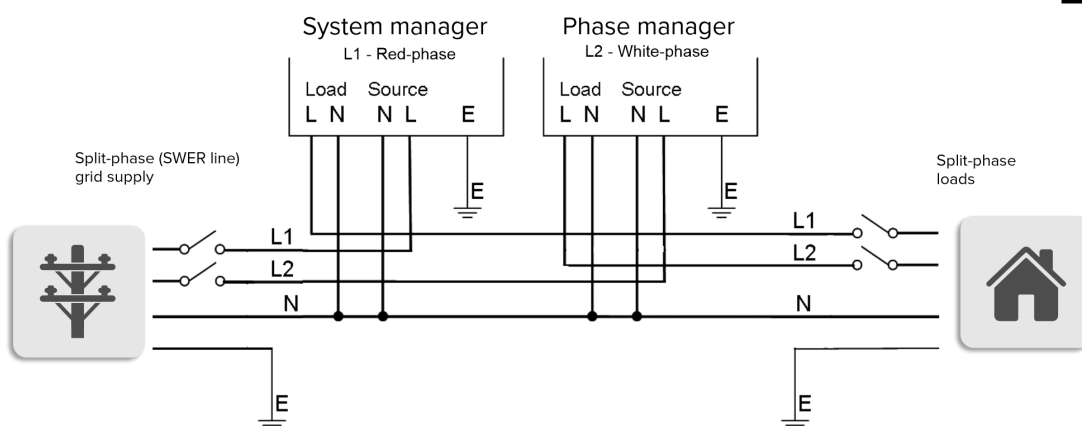 System manager
L1 - Red-phase
Load Source
L N N L E
Phase manager
L2 - White-phase
Load Source
L N N L E
Split-phase (SWER line)
grid supply
Split-phase
loads
E
E
L1
L2
N
L1
L2
N
E
E